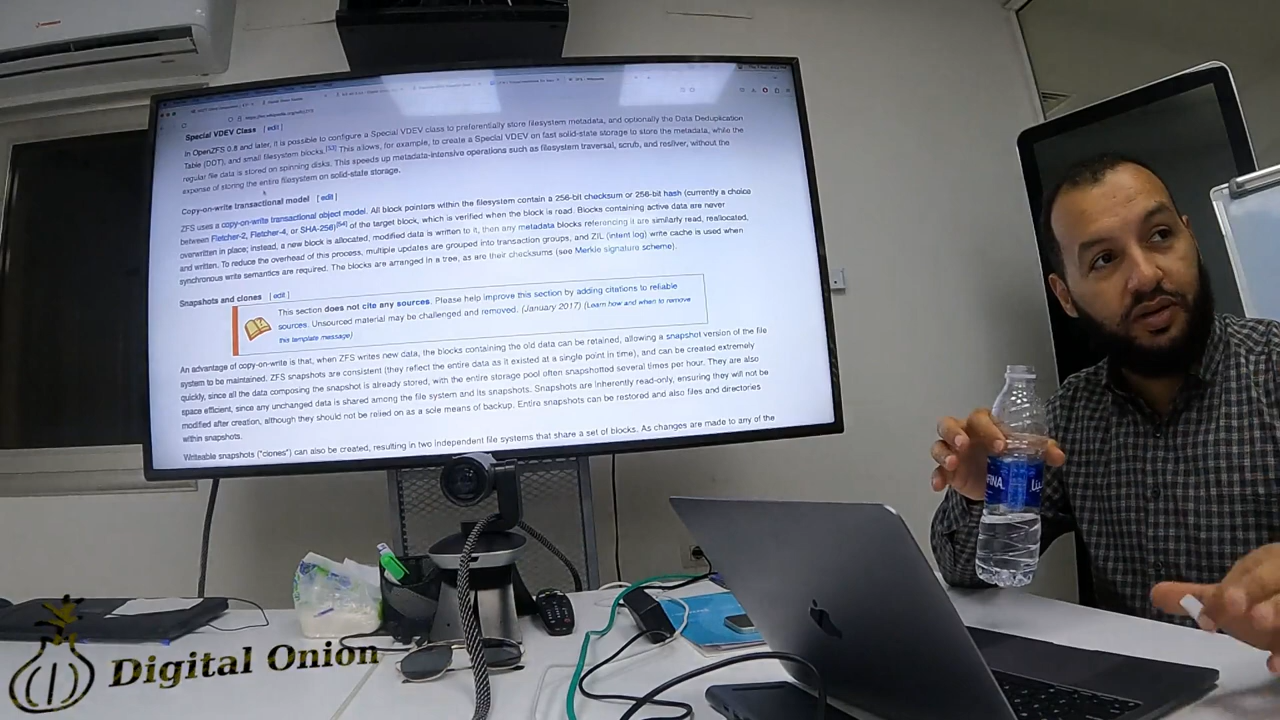 Special VDEV Class [edit]
In OpenZFS 0.8 and later, it is possible to configure a Special VDEV class to preferentially store filesystem metadata, and optionally the Data Deduplication
Table (DDT), and small filesystem blocks.[53] This allows, for example, to create a Special VDEV on fast solid-state storage to store the metadata, while the
regular file data is stored on spinning disks. This speeds up metadata-intensive operations such as filesystem traversal, scrub, and resilver, without the
expense of storing the entire filesystem on solid-state storage.
Copy-on-write transactional model [edit]
ZFS uses a copy-on-write transactional object model. All block pointers within the filesystem contain a 256-bit checksum or 256-bit hash (currently a choice
between Fletcher-2, Fletcher-4, or SHA-256)[54] of the target block, which is verified when the block is read. Blocks containing active data are never
overwritten in place; instead, a new block is allocated, modified data is written to it, then any metadata blocks referencing it are similarly read, reallocated,
and written. To reduce the overhead of this process, multiple updates are grouped into transaction groups, and ZIL (intent log) write cache is used when
synchronous write semantics are required. The blocks are arranged in a tree, as are their checksums (see Merkle signature scheme).
Snapshots and clones [edit]
This section does not cite any sources. Please help improve this section by adding citations to reliable
sources. Unsourced material may be challenged and removed. (January 2017) (Learn how and when to remove
this template message)
An advantage of copy-on-write is that, when ZFS writes new data, the blocks containing the old data can be retained, allowing a snapshot version of the file
system to be maintained. ZFS snapshots are consistent (they reflect the entire data as it existed at a single point in time), and can be created extremely
quickly, since all the data composing the snapshot is already stored, with the entire storage pool often snapshotted several times per hour. They are also
space efficient, since any unchanged data is shared among the file system and its snapshots. Snapshots are inherently read-only, ensuring they will not be
modified after creation, although they should not be relied on as a sole means of backup. Entire snapshots can be restored and also files and directories
within snapshots.
Writeable snapshots ("clones") can also be created, resulting in two independent file systems that share a set of blocks. As changes are made to any of the
FINA
Digital Onion